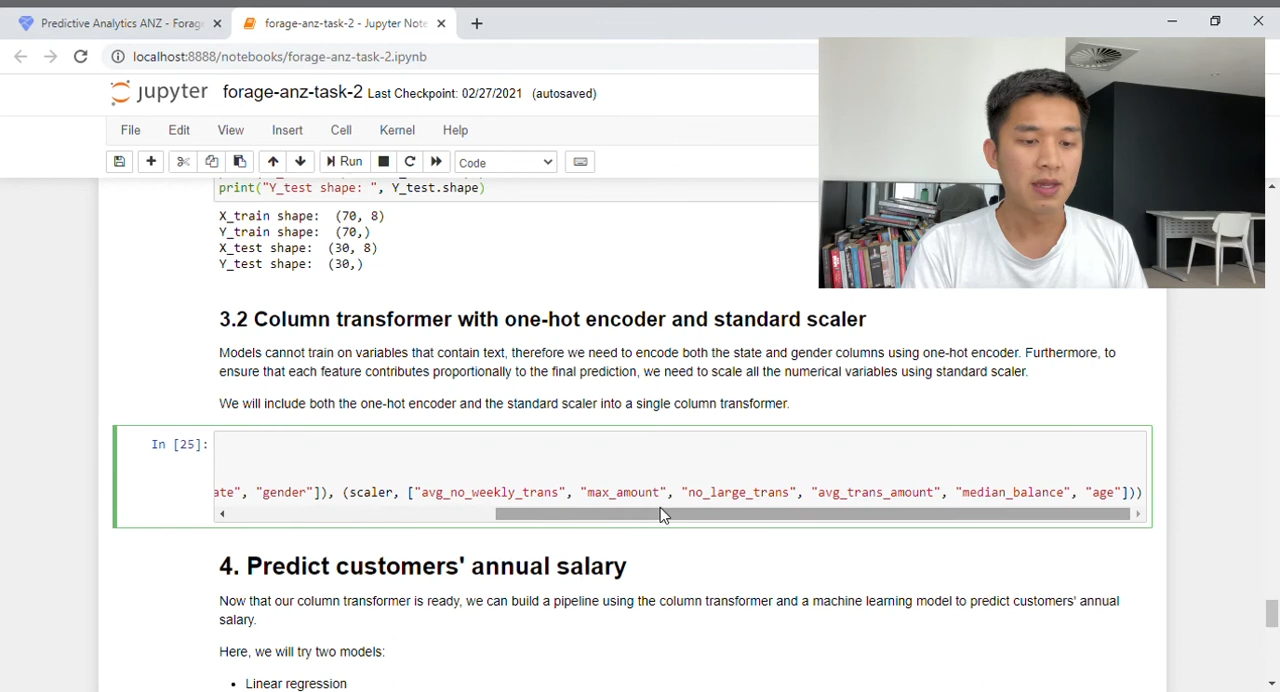 Predictive Analytics ANZ - Forag
forage-anz-task-2 - Jupyter Note
localhost:8888/notebooks/forage-anz-task-2.ipynb
jupyter forage-anz-task-2 Last Checkpoint: 02/27/2021 (autosaved)
File Edit View Insert Cell Kernel Help
Run Code
print("Y_test shape: ", Y_test.shape)
X_train shape: (70, 8)
Y_train shape: (70,)
X_test shape: (30, 8)
Y_test shape: (30,)
3.2 Column transformer with one-hot encoder and standard scaler
Models cannot train on variables that contain text, therefore we need to encode both the state and gender columns using one-hot encoder. Furthermore, to
ensure that each feature contributes proportionally to the final prediction, we need to scale all the numerical variables using standard scaler.
We will include both the one-hot encoder and the standard scaler into a single column transformer.
In [25]:
ate", "gender"]), (scaler, ["avg_no_weekly_trans", "max_amount", "no_large_trans", "avg_trans_amount", "median_balance", "age"]))
4. Predict customers' annual salary
Now that our column transformer is ready, we can build a pipeline using the column transformer and a machine learning model to predict customers' annual
salary.
Here, we will try two models:
• Linear regression